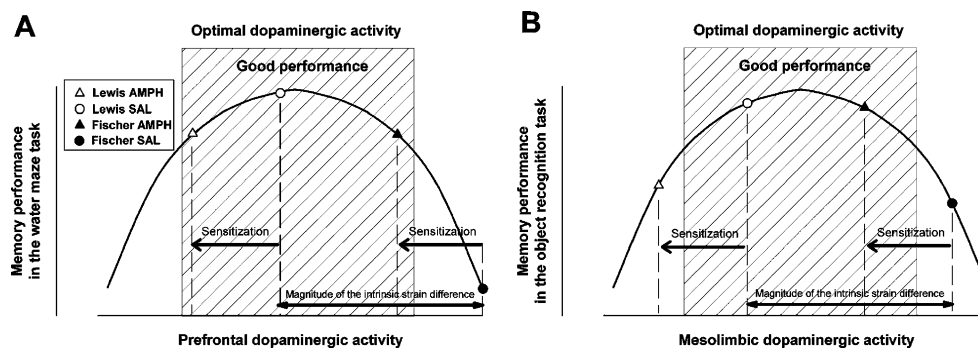 A
Optimal dopaminergic activity
Good performance
Lewis AMPH
Lewis SAL
Fischer AMPH
Fischer SAL
Memory performance
in the water maze task
Sensitization
Sensitization
Magnitude of the intrinsic strain difference
Prefrontal dopaminergic activity
B
Optimal dopaminergic activity
Good performance
Memory performance
in the object recognition task
Sensitization
Sensitization
Magnitude of the intrinsic strain difference
Mesolimbic dopaminergic activity